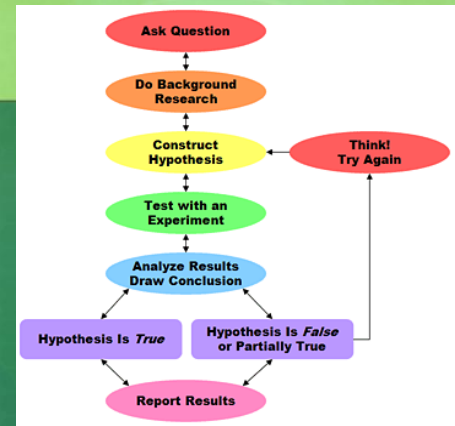 Ask Question
Do Background
Research
Construct
Hypothesis
Think!
Try Again
Test with an
Experiment
Analyze Results
Draw Conclusion
Hypothesis Is True
Hypothesis Is False
or Partially True
Report Results